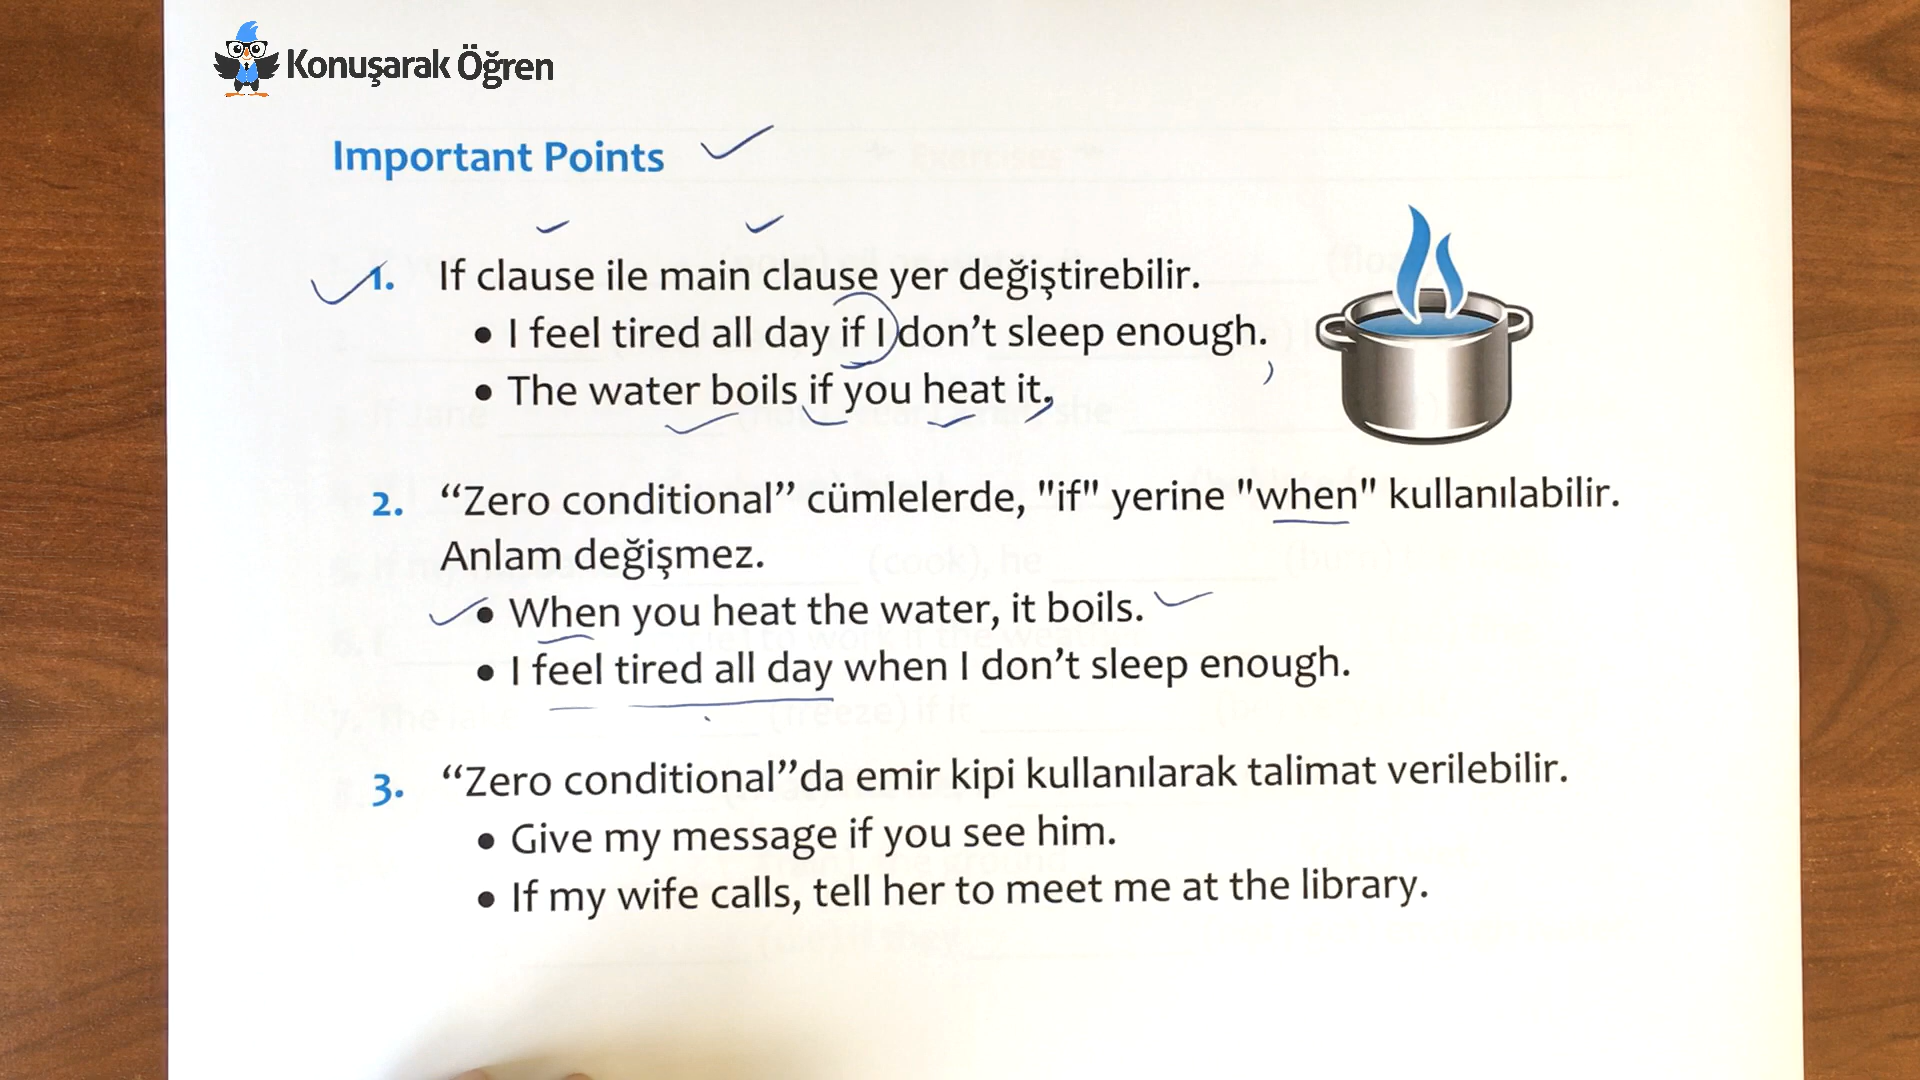 Konuşarak Öğren
Important Points
1. If clause ile main clause yer değiştirebilir.
• I feel tired all day if I don’t sleep enough.
• The water boils if you heat it.
2. “Zero conditional” cümlelerde, "if" yerine "when" kullanılabilir.
Anlam değişmez.
• When you heat the water, it boils.
• I feel tired all day when I don’t sleep enough.
3. “Zero conditional”da emir kipi kullanılarak talimat verilebilir.
• Give my message if you see him.
• If my wife calls, tell her to meet me at the library.